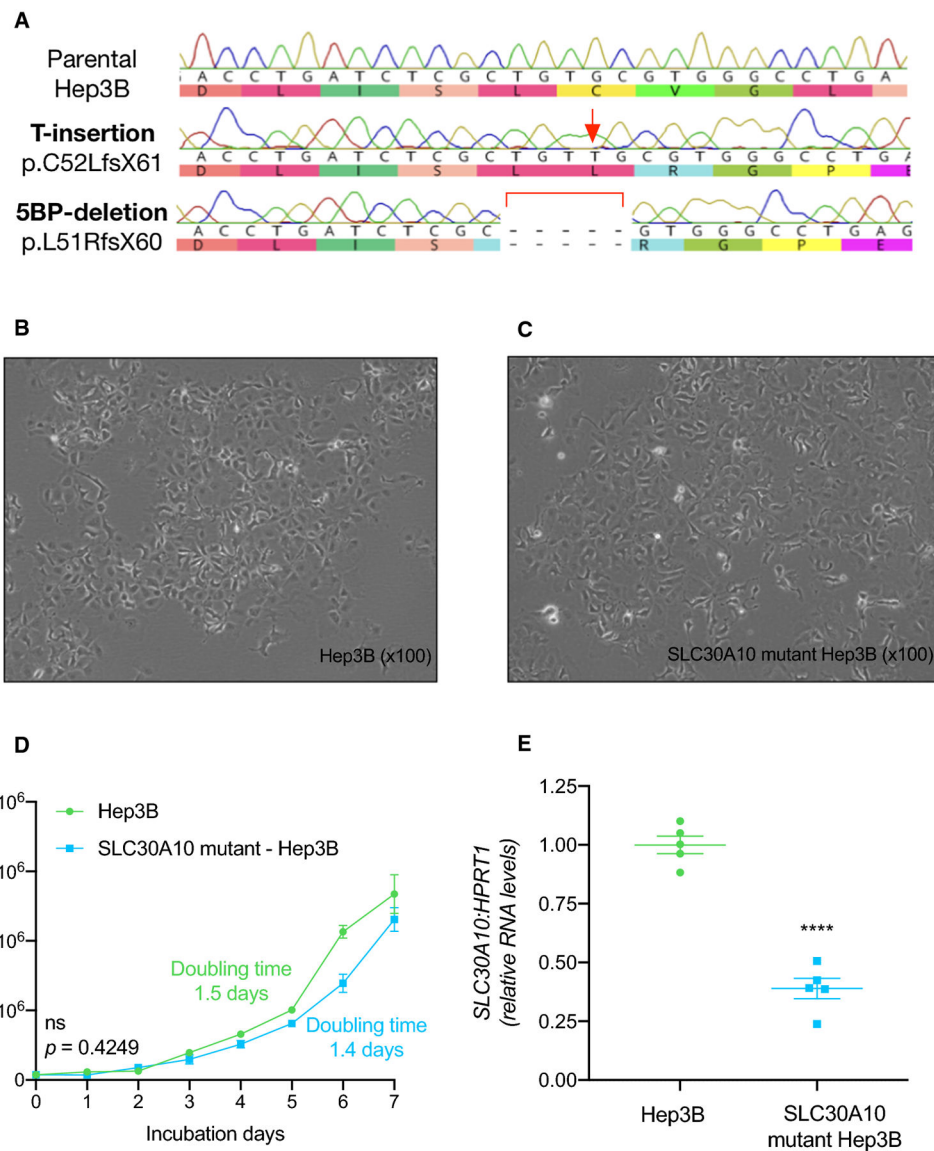 A
Parental
Hep3B
A C C T G A T C T C G C T G T G C G T G G G C C T G A
D L I S L C V G L
T-insertion
p.C52LfsX61
A C C T G A T C T C G C T G T T G C G T G G G C C T G A
D L I S L L R G P E
5BP-deletion
p.L51RfsX60
A C C T G A T C T C G C - - - - - G T G G G C C T G A G
D L I S R G P E
B
C
Hep3B (x100)
SLC30A10 mutant Hep3B (x100)
D
Hep3B
SLC30A10 mutant - Hep3B
Doubling time
1.5 days
Doubling time
1.4 days
ns
p = 0.4249
0
0 1 2 3 4 5 6 7
Incubation days
E
SLC30A10:HPRT1
(relative RNA levels)
1.25
1.00
0.75
0.50
0.25
0.00
****
Hep3B
SLC30A10
mutant Hep3B